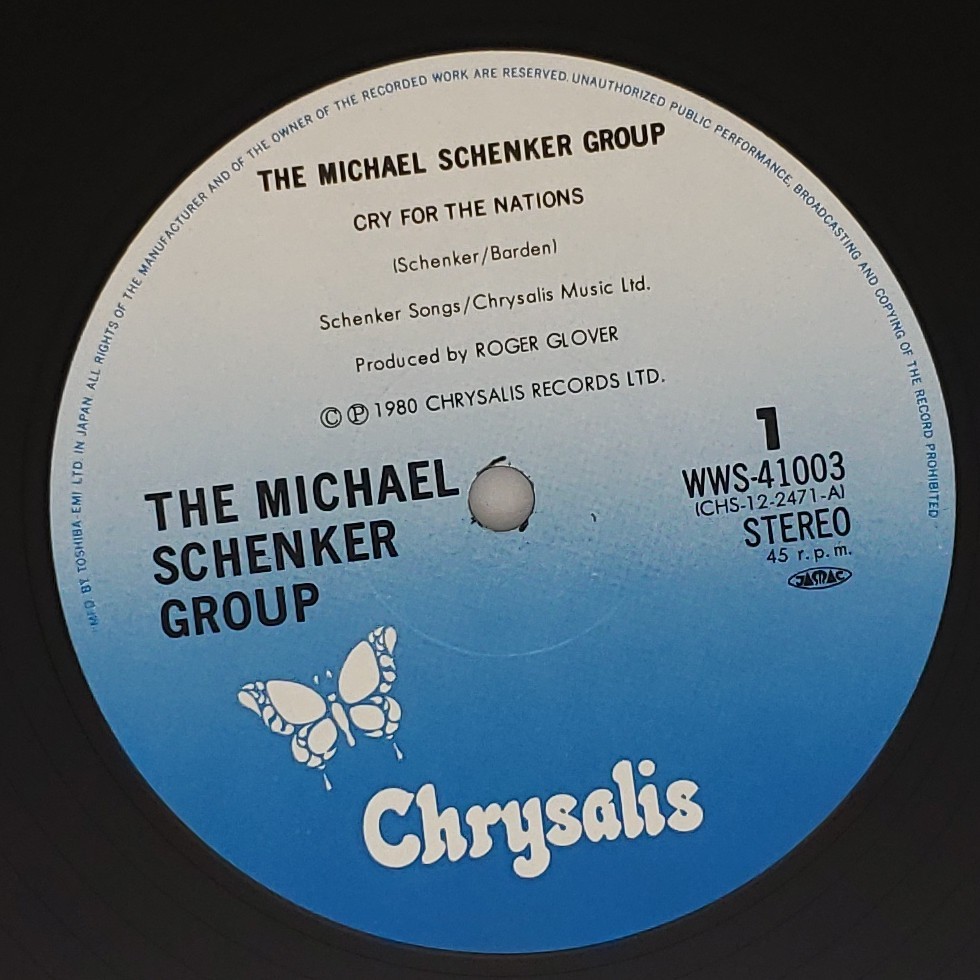 MFD BY TOSHIBA-EMI LTD IN JAPAN. ALL RIGHTS OF THE MANUFACTURER AND OF THE OWNER OF THE RECORDED WORK ARE RESERVED. UNAUTHORIZED PUBLIC PERFORMANCE, BROADCASTING AND COPYING OF THE RECORD PROHIBITED
THE MICHAEL SCHENKER GROUP
CRY FOR THE NATIONS
(Schenker/Barden)
Schenker Songs/Chrysalis Music Ltd.
Produced by ROGER GLOVER
© ℗ 1980 CHRYSALIS RECORDS LTD.
THE MICHAEL
SCHENKER
GROUP
1
WWS-41003
(CHS-12-2471-A)
STEREO
45 r.p.m.
JASRAC
Chrysalis